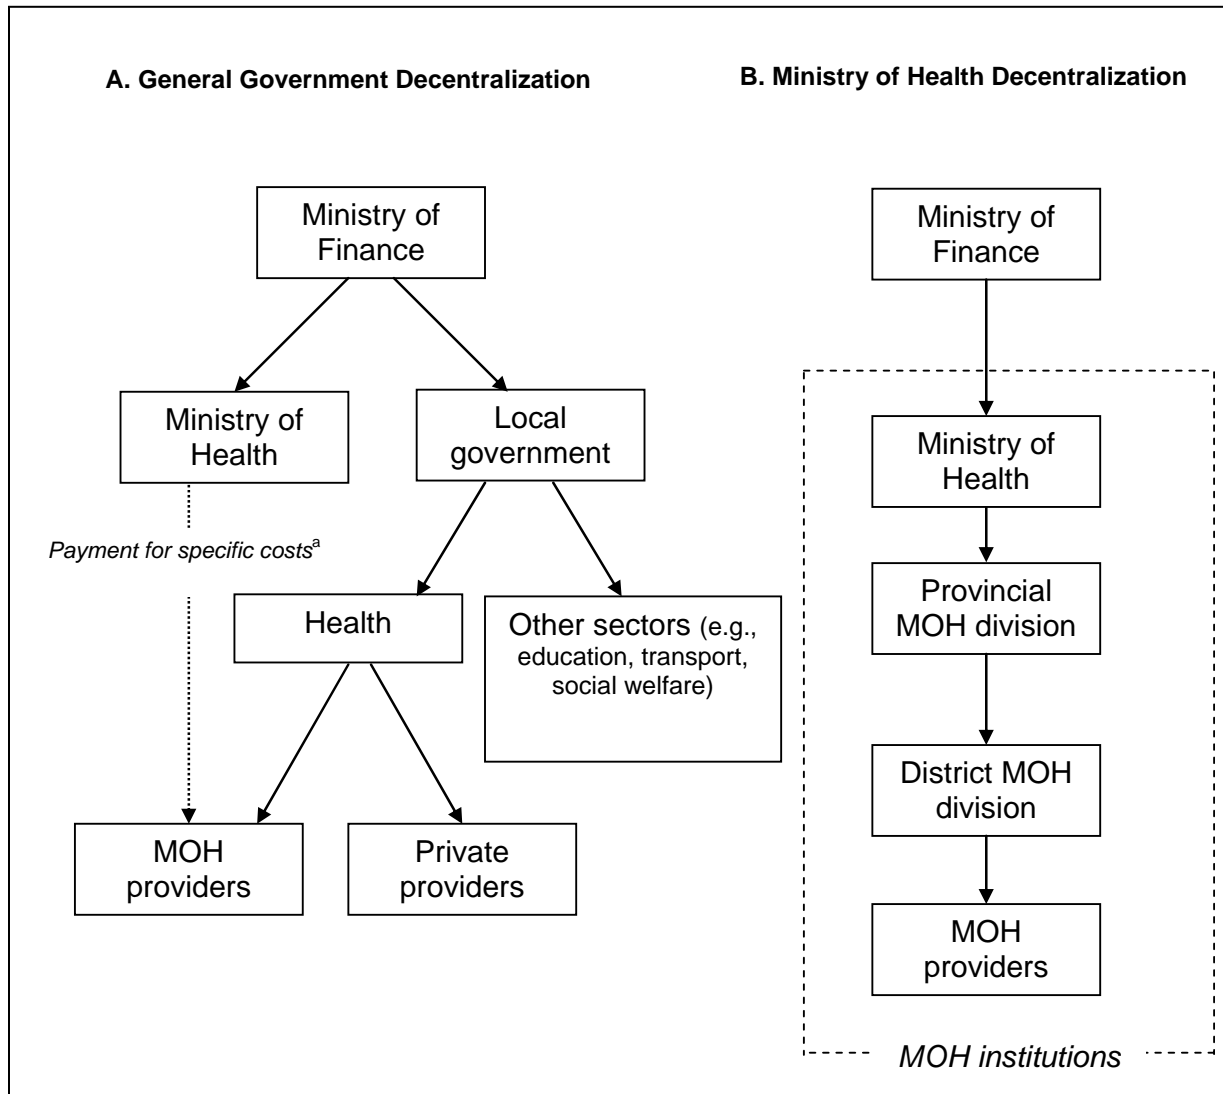 A. General Government Decentralization
Ministry of
Finance
Ministry of
Health
Local
government
Payment for specific costsᵃ
Health
Other sectors (e.g.,
education, transport,
social welfare)
MOH
providers
Private
providers
B. Ministry of Health Decentralization
Ministry of
Finance
Ministry of
Health
Provincial
MOH division
District MOH
division
MOH
providers
MOH institutions